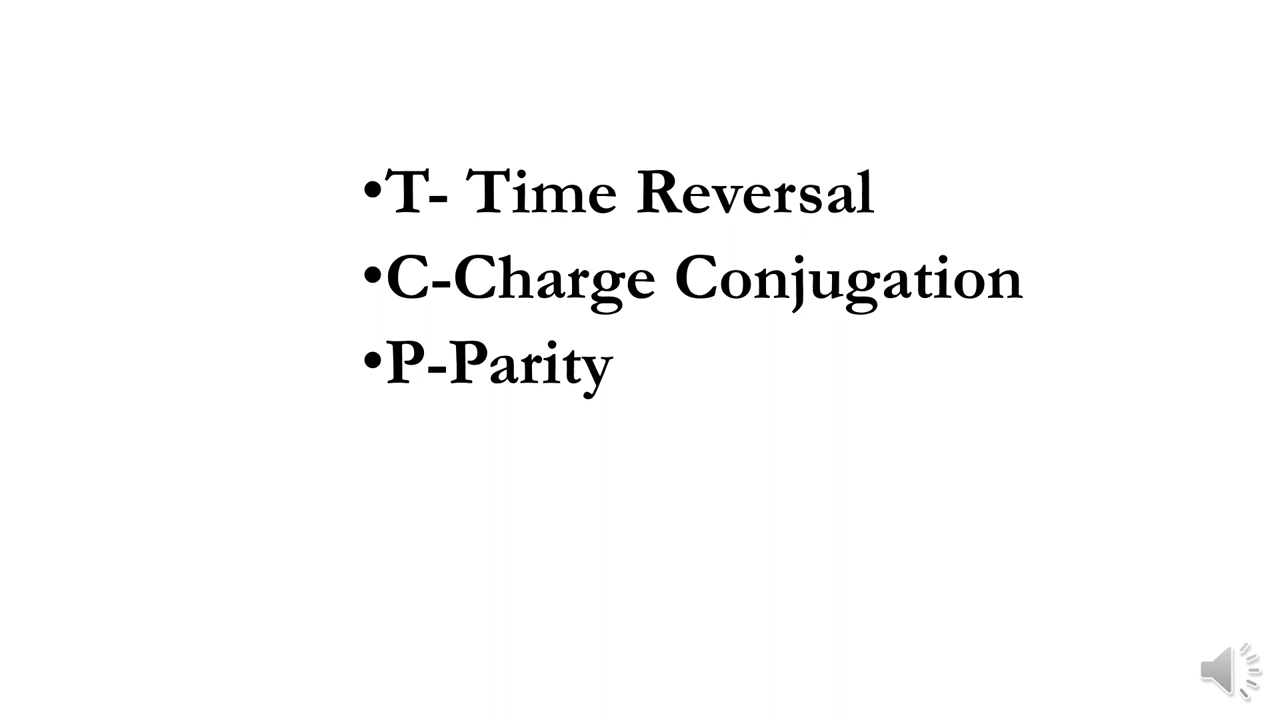 •T- Time Reversal
•C-Charge Conjugation
•P-Parity